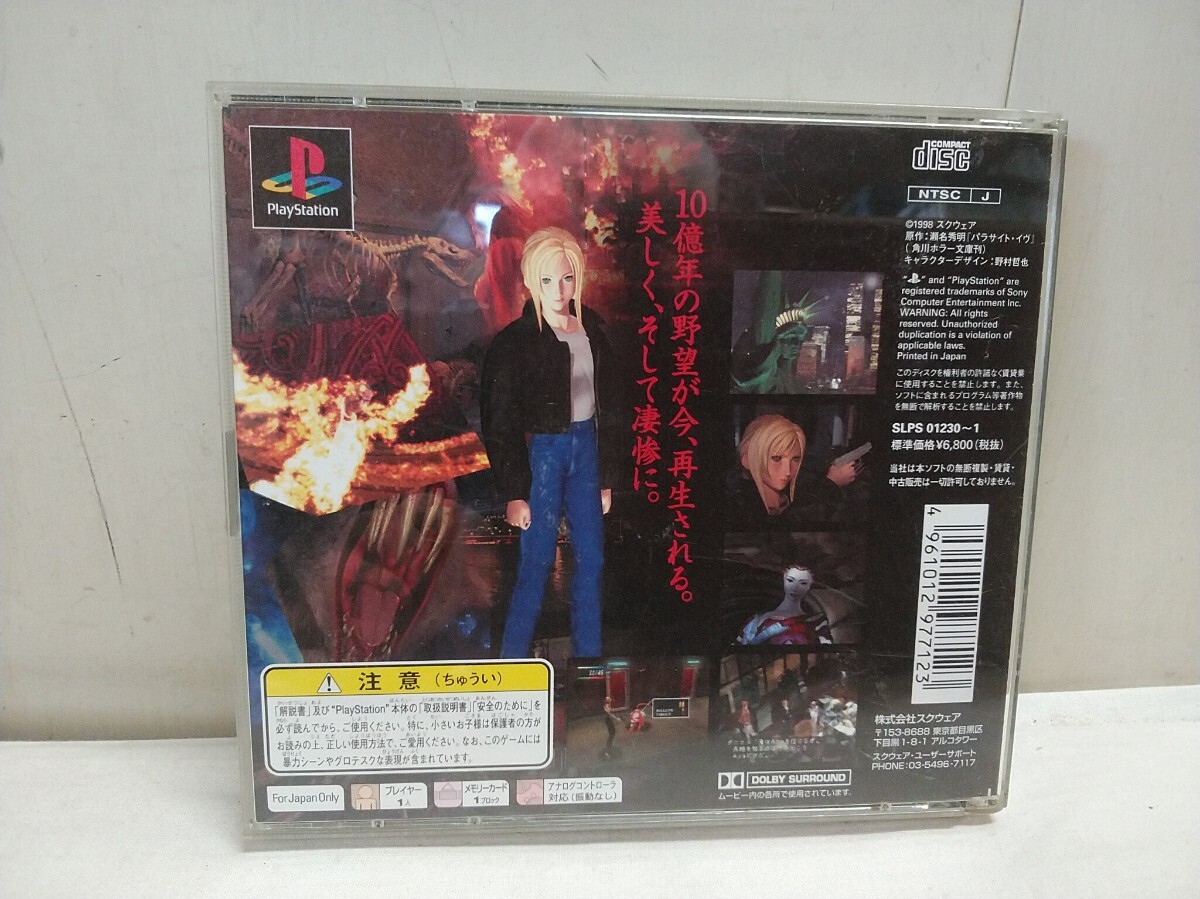 PlayStation
10億年の野望が今、再生される。
美しく、そして凄惨に。
COMPACT
disc
NTSC J
©1998 スクウェア
原作:瀬名秀明『パラサイト・イヴ』
(角川ホラー文庫刊)
キャラクターデザイン:野村哲也
" " and "PlayStation" are
registered trademarks of Sony
Computer Entertainment Inc.
WARNING: All rights
reserved. Unauthorized
duplication is a violation of
applicable laws.
Printed in Japan
このディスクを権利者の許諾なく賃貸業
に使用することを禁止します。また、
ソフトに含まれるプログラム等著作物
を無断で解析することを禁止します。
SLPS 01230~1
標準価格¥6,800(税抜)
当社は本ソフトの無断複製・賃貸・
中古販売は一切許可しておりません。
4961012977123
株式会社スクウェア
〒153-8688 東京都目黒区
下目黒1-8-1 アルコタワー
スクウェア・ユーザーサポート
PHONE:03-5496-7117
注意(ちゅうい)
「解説書」及び"PlayStation"本体の「取扱説明書」「安全のために」を
必ず読んでから、ご使用ください。特に、小さいお子様は保護者の方が
お読みの上、正しい使用方法で、ご愛用ください。なお、このゲームには
暴力シーンやグロテスクな表現が含まれています。
For Japan Only
プレイヤー
1人
メモリーカード
1ブロック
アナログコントローラ
対応(振動なし)
DOLBY SURROUND
ムービー内の各所で使用されています。